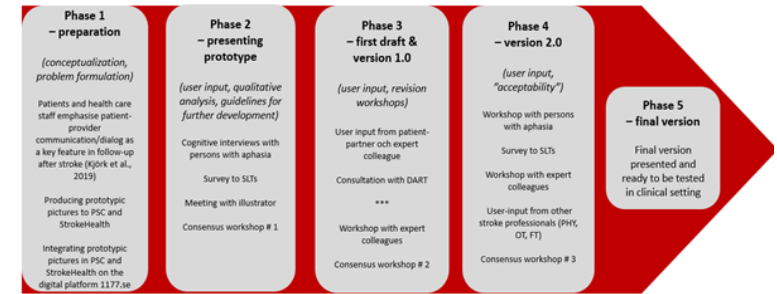 Phase 1
– preparation
(conceptualization,
problem formulation)
Patients and health care
staff emphasise patient-
provider
communication/dialog as
a key feature in follow-up
after stroke (Kjörk et al.,
2019)
Producing prototypic
pictures to PSC and
StrokeHealth
Integrating prototypic
pictures in PSC and
StrokeHealth on the
digital platform 1177.se
Phase 2
– presenting
prototype
(user input, qualitative
analysis, guidelines for
further development)
Cognitive interviews with
persons with aphasia
Survey to SLTs
Meeting with illustrator
Consensus workshop # 1
Phase 3
– first draft &
version 1.0
(user input, revision
workshops)
User input from patient-
partner och expert
colleague
Consultation with DART
***
Workshop with expert
colleagues
Consensus workshop # 2
Phase 4
– version 2.0
(user input,
"acceptability")
Workshop with persons
with aphasia
Survey to SLTs
Workshop with expert
colleagues
User-input from other
stroke professionals (PHY,
OT, FT)
Consensus workshop # 3
Phase 5
– final version
Final version
presented and
ready to be tested
in clinical setting